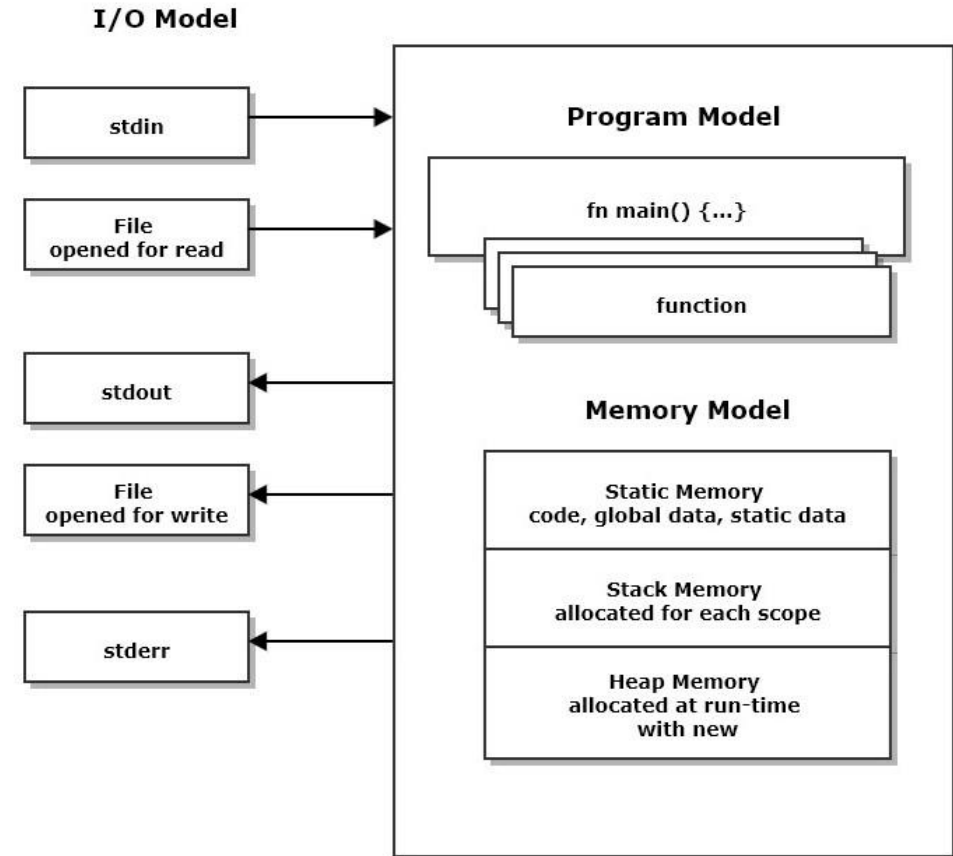 I/O Model
stdin
File
opened for read
stdout
File
opened for write
stderr
Program Model
fn main() {...}
function
Memory Model
Static Memory
code, global data, static data
Stack Memory
allocated for each scope
Heap Memory
allocated at run-time
with new